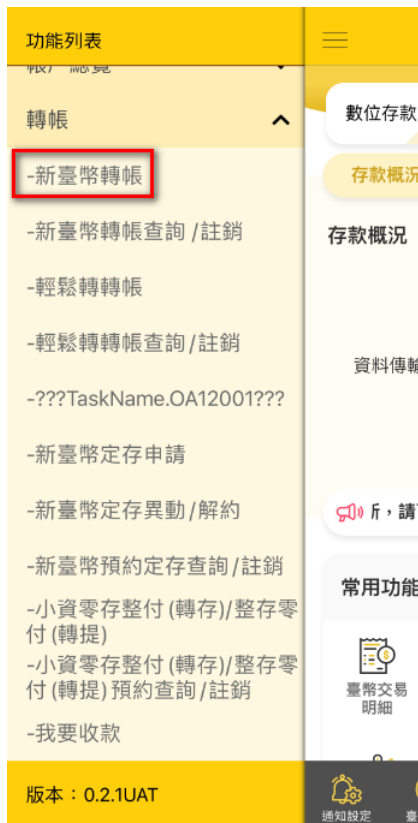 功能列表
帳戶總覽
轉帳
-新臺幣轉帳
-新臺幣轉帳查詢/註銷
-輕鬆轉轉帳
-輕鬆轉轉帳查詢/註銷
-???TaskName.OA12001???
-新臺幣定存申請
-新臺幣定存異動/解約
-新臺幣預約定存查詢/註銷
-小資零存整付(轉存)/整存零
付(轉提)
-小資零存整付(轉存)/整存零
付(轉提)預約查詢/註銷
-我要收款
版本：0.2.1UAT
數位存款
存款概況
存款概況
資料傳輸
，請
常用功能
臺幣交易
明細
通知設定